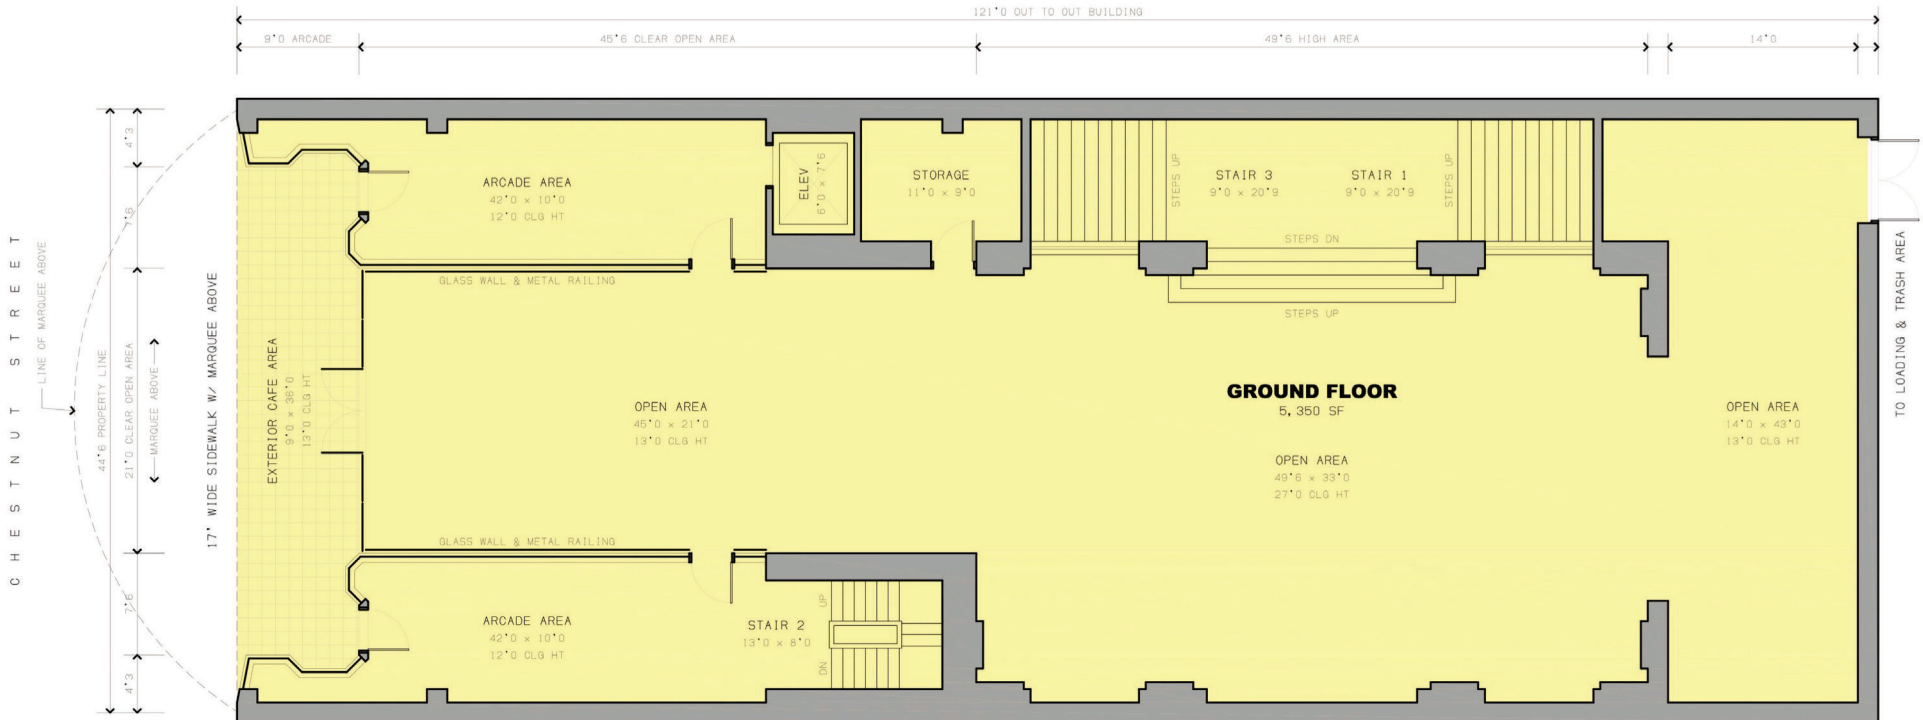 121'0 OUT TO OUT BUILDING
9'0 ARCADE
45'6 CLEAR OPEN AREA
49'6 HIGH AREA
14'0
CHESTNUT STREET
LINE OF MARQUEE ABOVE
44'6 PROPERTY LINE
4'3
7'6
21'0 CLEAR OPEN AREA
7'6
4'3
MARQUEE ABOVE
17' WIDE SIDEWALK W/ MARQUEE ABOVE
EXTERIOR CAFE AREA
9'0 x 36'0
13'0 CLG HT
ARCADE AREA
42'0 x 10'0
12'0 CLG HT
GLASS WALL & METAL RAILING
ELEV
6'0 x 7'6
STORAGE
11'0 x 9'0
STEPS UP
STAIR 3
9'0 x 20'9
STAIR 1
9'0 x 20'9
STEPS UP
STEPS DN
STEPS UP
OPEN AREA
45'0 x 21'0
13'0 CLG HT
GROUND FLOOR
5,350 SF
OPEN AREA
49'6 x 33'0
27'0 CLG HT
OPEN AREA
14'0 x 43'0
13'0 CLG HT
TO LOADING & TRASH AREA
GLASS WALL & METAL RAILING
ARCADE AREA
42'0 x 10'0
12'0 CLG HT
STAIR 2
13'0 x 8'0
UP
DN